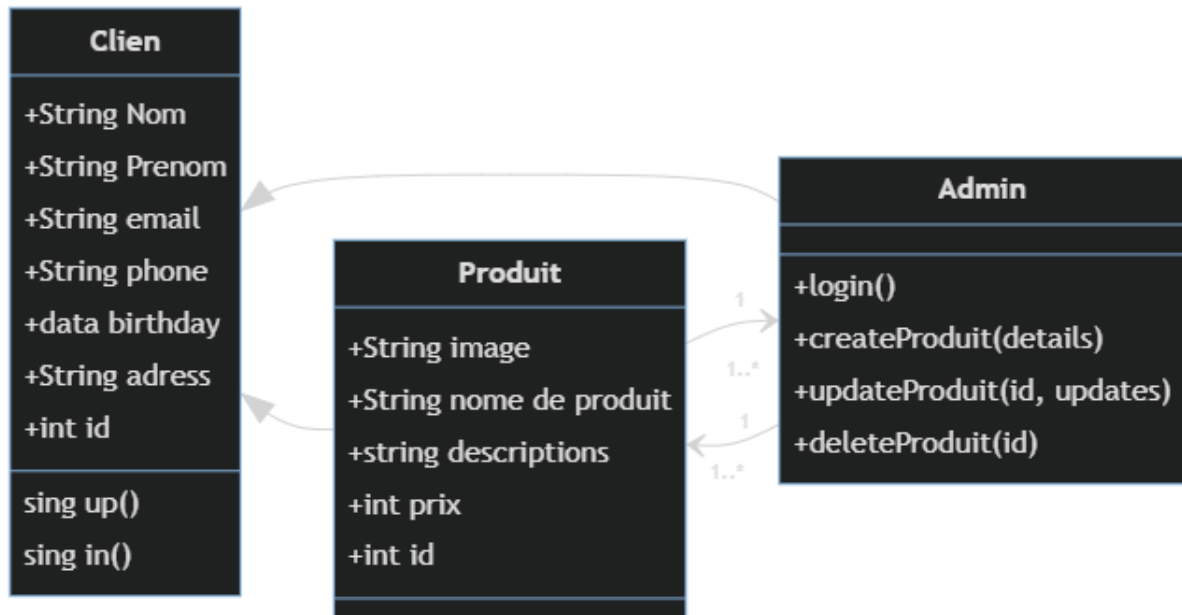 Clien
+String Nom
+String Prenom
+String email
+String phone
+data birthday
+String adress
+int id
sing up()
sing in()
Produit
+String image
+String nome de produit
+string descriptions
+int prix
+int id
1
1..*
1
1..*
Admin
+login()
+createProduit(details)
+updateProduit(id, updates)
+deleteProduit(id)